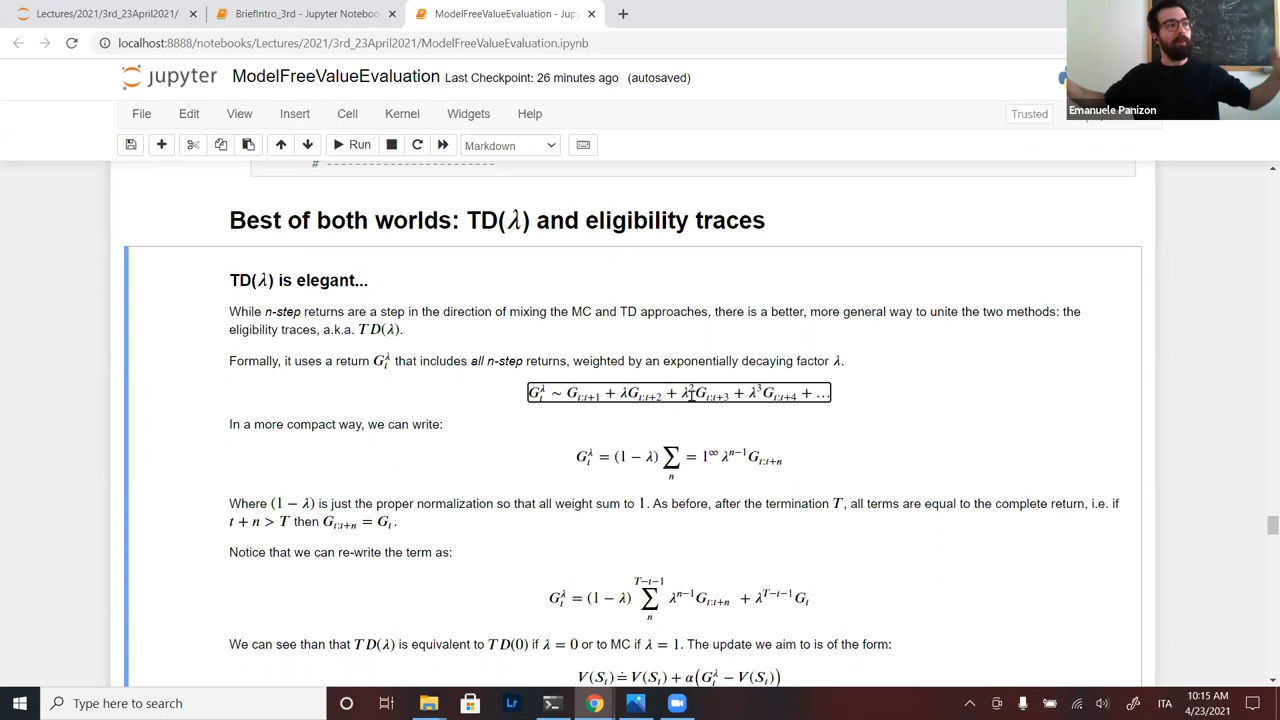 Lectures/2021/3rd_23April2021/
BriefIntro_3rd - Jupyter Noteboo
ModelFreeValueEvaluation - Jup
localhost:8888/notebooks/Lectures/2021/3rd_23April2021/ModelFreeValueEvaluation.ipynb
Emanuele Panizon
jupyter ModelFreeValueEvaluation Last Checkpoint: 26 minutes ago (autosaved)
File Edit View Insert Cell Kernel Widgets Help
Trusted
Run Markdown
# ------------------------
Best of both worlds: TD(λ) and eligibility traces
TD(λ) is elegant...
While n-step returns are a step in the direction of mixing the MC and TD approaches, there is a better, more general way to unite the two methods: the
eligibility traces, a.k.a. TD(λ).
Formally, it uses a return G_t^λ that includes all n-step returns, weighted by an exponentially decaying factor λ.
G_t^λ ∼ G_{t:t+1} + λG_{t:t+2} + λ^2 G_{t:t+3} + λ^3 G_{t:t+4} + …
In a more compact way, we can write:
G_t^λ = (1 − λ) ∑_n = 1^∞ λ^{n−1} G_{t:t+n}
Where (1 − λ) is just the proper normalization so that all weight sum to 1. As before, after the termination T, all terms are equal to the complete return, i.e. if
t + n > T then G_{t:t+n} = G_t.
Notice that we can re-write the term as:
G_t^λ = (1 − λ) ∑_n^{T−t−1} λ^{n−1} G_{t:t+n} + λ^{T−t−1} G_t
We can see than that TD(λ) is equivalent to TD(0) if λ = 0 or to MC if λ = 1. The update we aim to is of the form:
V(S_t) ≐ V(S_t) + α(G_t^λ − V(S_t))
Type here to search
ITA
10:15 AM
4/23/2021